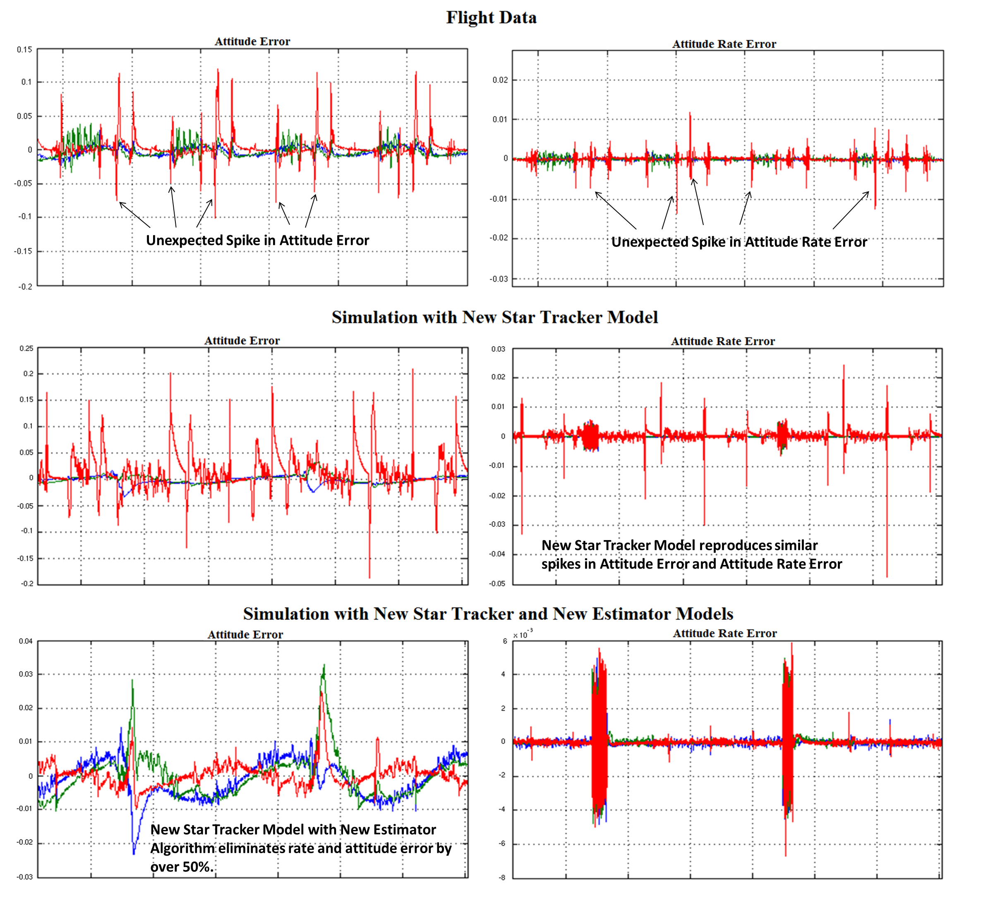 Flight Data
Attitude Error
0.15
0.1
0.05
0
-0.05
-0.1
-0.15
-0.2
Unexpected Spike in Attitude Error
Attitude Rate Error
0.02
0.01
0
-0.01
-0.02
-0.03
Unexpected Spike in Attitude Rate Error
Simulation with New Star Tracker Model
Attitude Error
0.25
0.2
0.15
0.1
0.05
0
-0.05
-0.1
-0.15
-0.2
Attitude Rate Error
0.03
0.02
0.01
0
-0.01
-0.02
-0.03
-0.04
-0.05
New Star Tracker Model reproduces similar
spikes in Attitude Error and Attitude Rate Error
Simulation with New Star Tracker and New Estimator Models
Attitude Error
0.04
0.03
0.02
0.01
0
-0.01
-0.02
-0.03
New Star Tracker Model with New Estimator
Algorithm eliminates rate and attitude error by
over 50%.
Attitude Rate Error
x 10⁻³
6
4
2
0
-2
-4
-6
-8